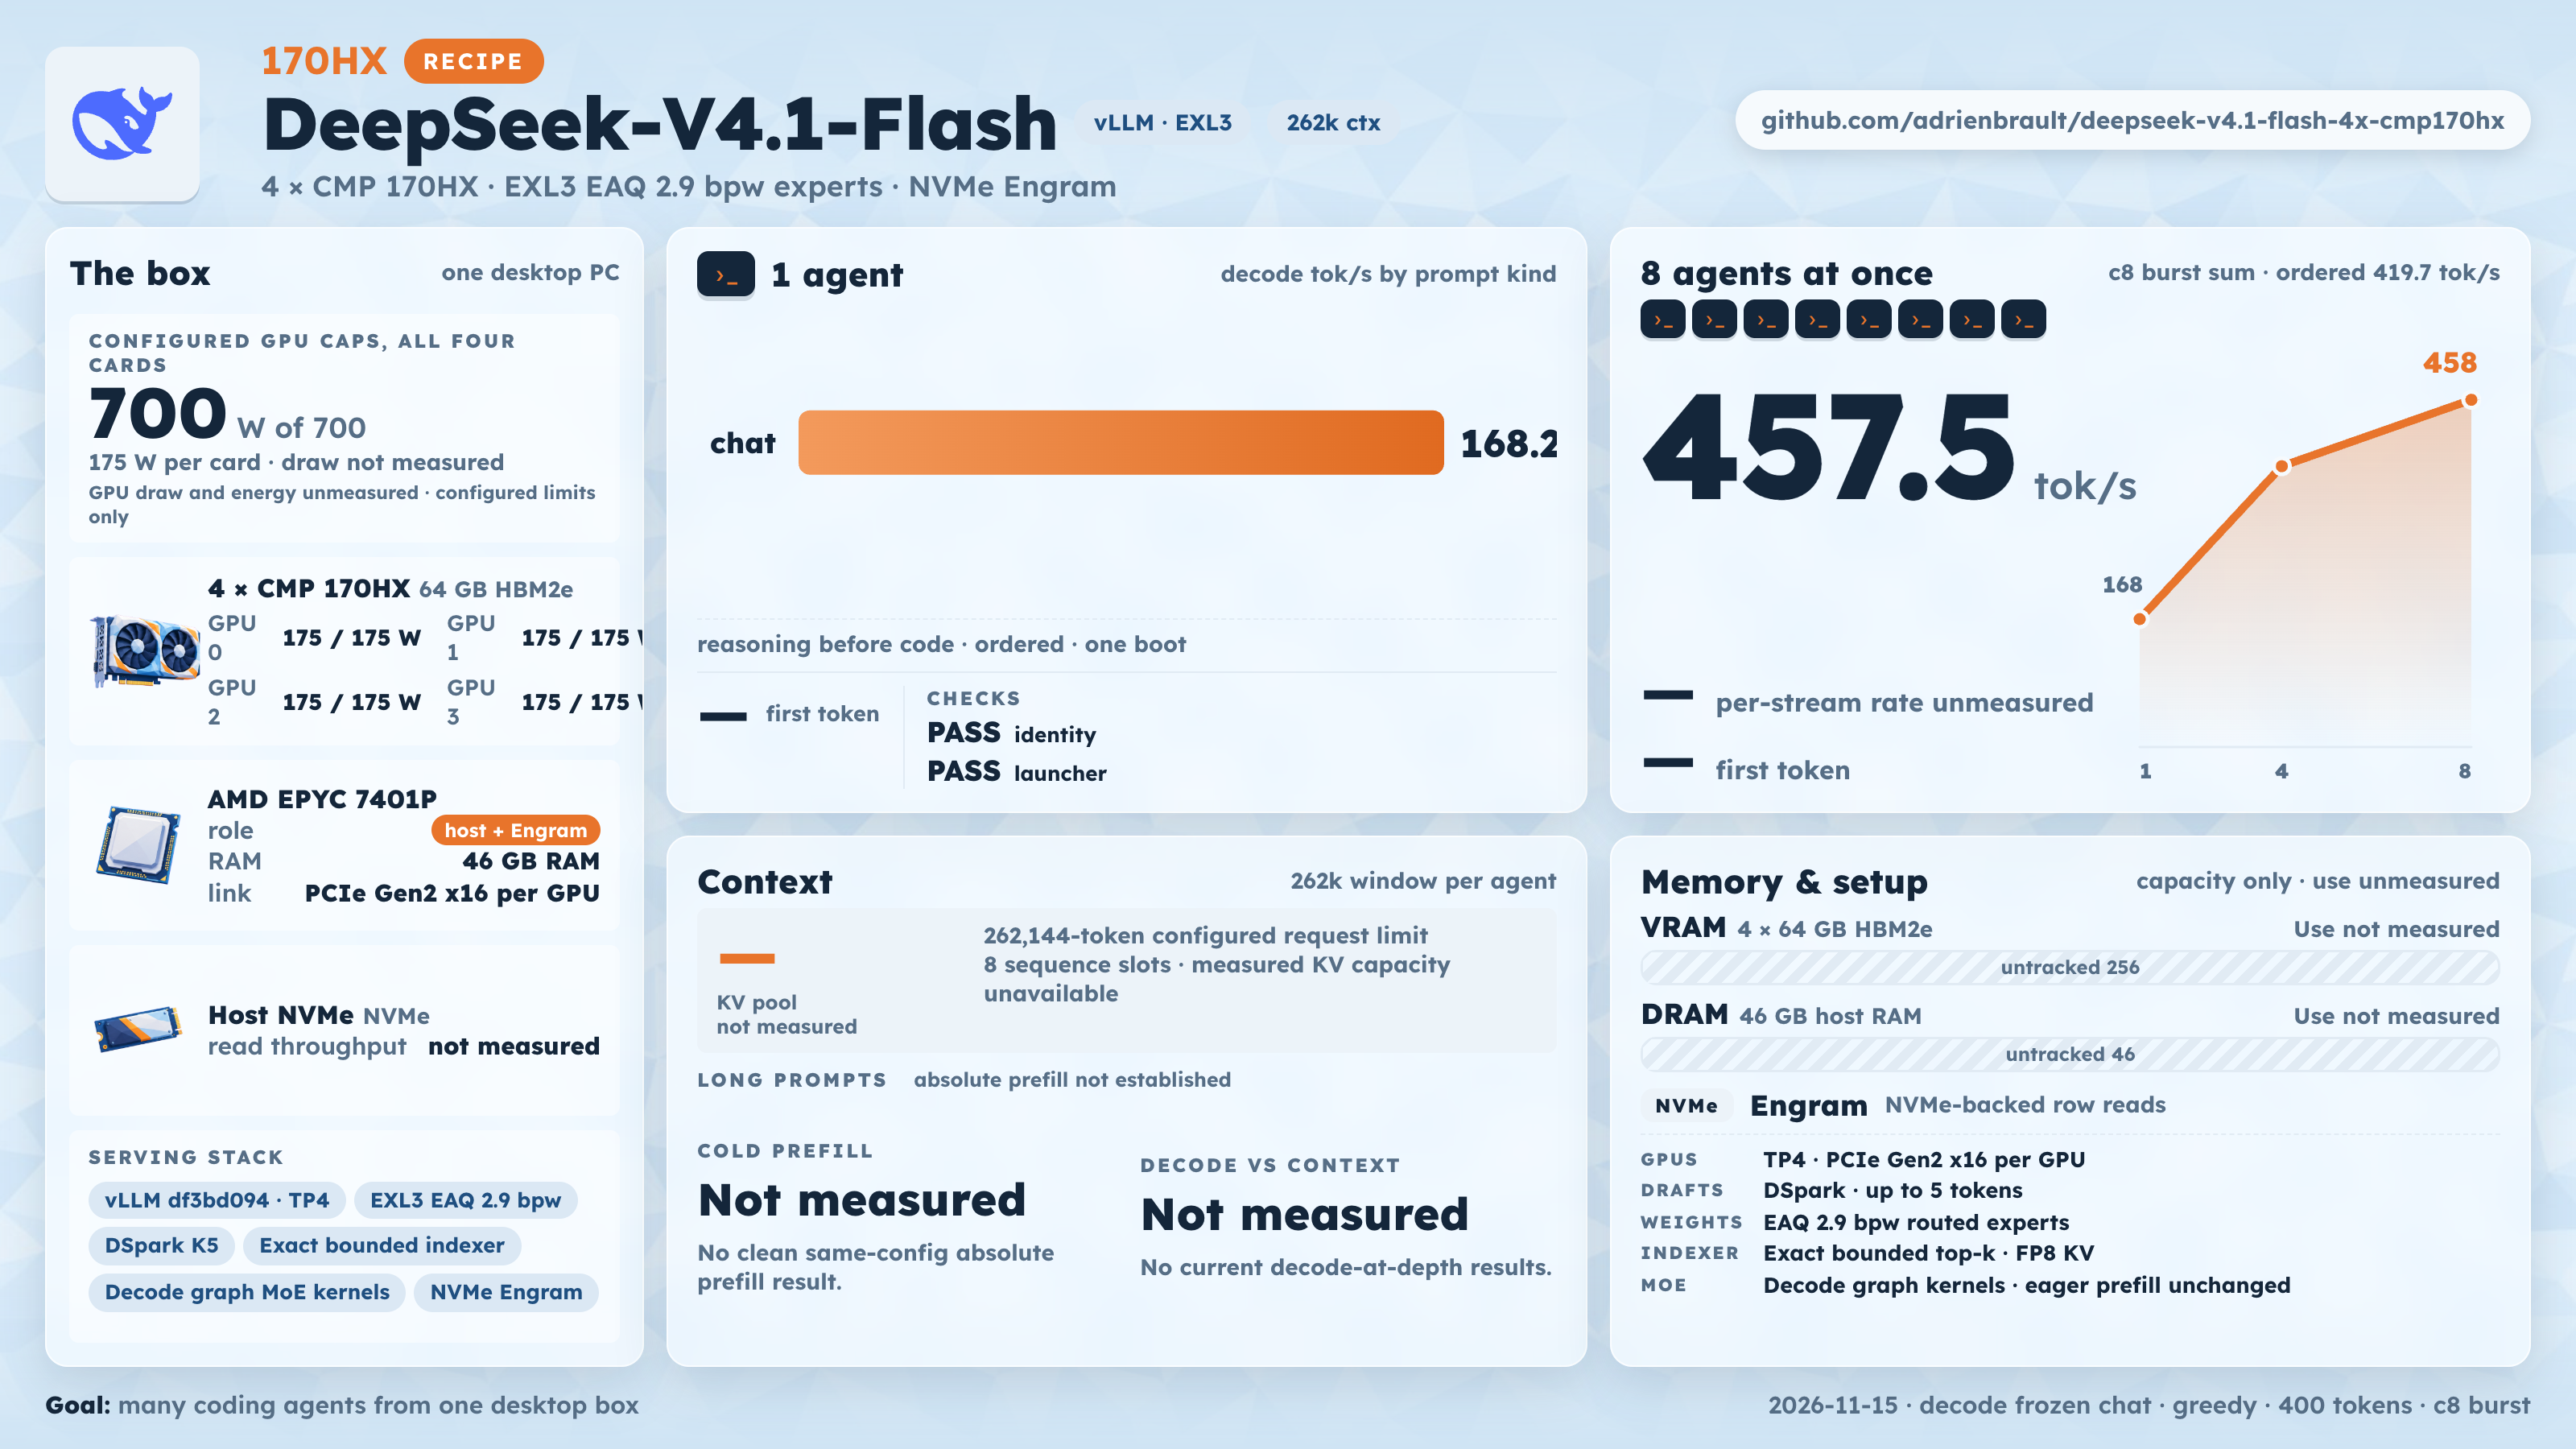 170HX RECIPE
DeepSeek-V4.1-Flash vLLM · EXL3 262k ctx
4 × CMP 170HX · EXL3 EAQ 2.9 bpw experts · NVMe Engram
github.com/adrienbrault/deepseek-v4.1-flash-4x-cmp170hx
The box one desktop PC
CONFIGURED GPU CAPS, ALL FOUR
CARDS
700 W of 700
175 W per card · draw not measured
GPU draw and energy unmeasured · configured limits
only
4 × CMP 170HX 64 GB HBM2e
GPU 0 175 / 175 W GPU 1 175 / 175
GPU 2 175 / 175 W GPU 3 175 / 175
AMD EPYC 7401P
role host + Engram
RAM 46 GB RAM
link PCIe Gen2 x16 per GPU
Host NVMe NVMe
read throughput not measured
SERVING STACK
vLLM df3bd094 · TP4 EXL3 EAQ 2.9 bpw
DSpark K5 Exact bounded indexer
Decode graph MoE kernels NVMe Engram
›_ 1 agent decode tok/s by prompt kind
chat 168.2
reasoning before code · ordered · one boot
— first token
CHECKS
PASS identity
PASS launcher
8 agents at once c8 burst sum · ordered 419.7 tok/s
›_ ›_ ›_ ›_ ›_ ›_ ›_ ›_
457.5 tok/s
458
168
— per-stream rate unmeasured
— first token
1 4 8
Context 262k window per agent
—
KV pool
not measured
262,144-token configured request limit
8 sequence slots · measured KV capacity
unavailable
LONG PROMPTS absolute prefill not established
COLD PREFILL
Not measured
No clean same-config absolute
prefill result.
DECODE VS CONTEXT
Not measured
No current decode-at-depth results.
Memory & setup capacity only · use unmeasured
VRAM 4 × 64 GB HBM2e Use not measured
untracked 256
DRAM 46 GB host RAM Use not measured
untracked 46
NVMe Engram NVMe-backed row reads
GPUS TP4 · PCIe Gen2 x16 per GPU
DRAFTS DSpark · up to 5 tokens
WEIGHTS EAQ 2.9 bpw routed experts
INDEXER Exact bounded top-k · FP8 KV
MOE Decode graph kernels · eager prefill unchanged
Goal: many coding agents from one desktop box
2026-11-15 · decode frozen chat · greedy · 400 tokens · c8 burst